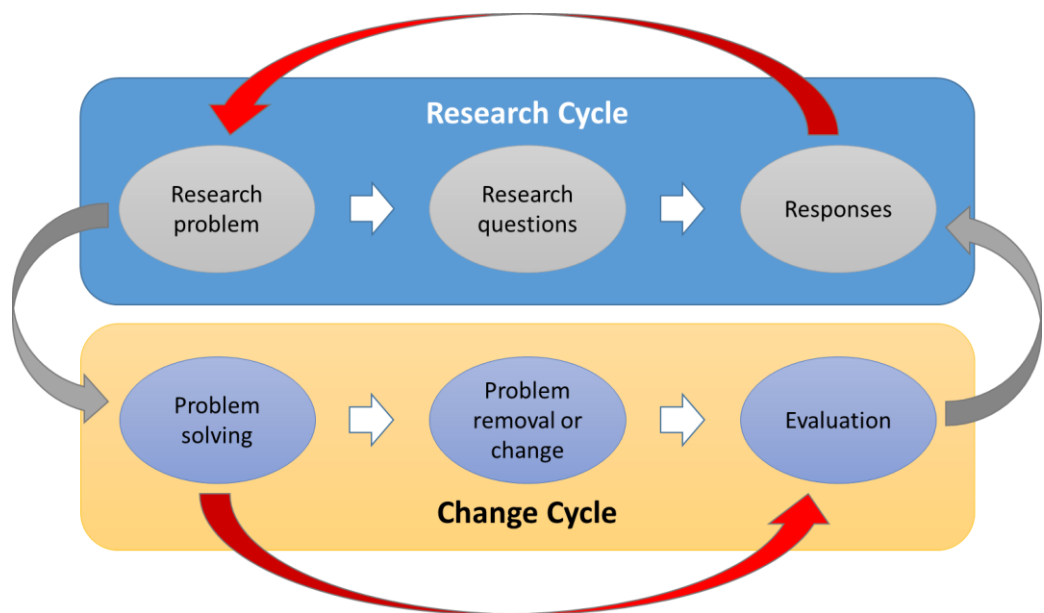 Research Cycle
Research
problem
Research
questions
Responses
Problem
solving
Problem
removal or
change
Evaluation
Change Cycle